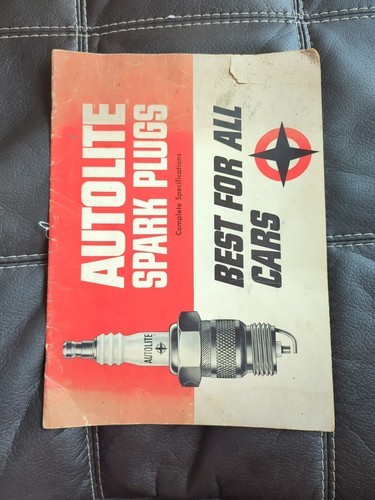 AUTOLITE
SPARK PLUGS
Complete Specifications
BEST FOR ALL
CARS
AUTOLITE